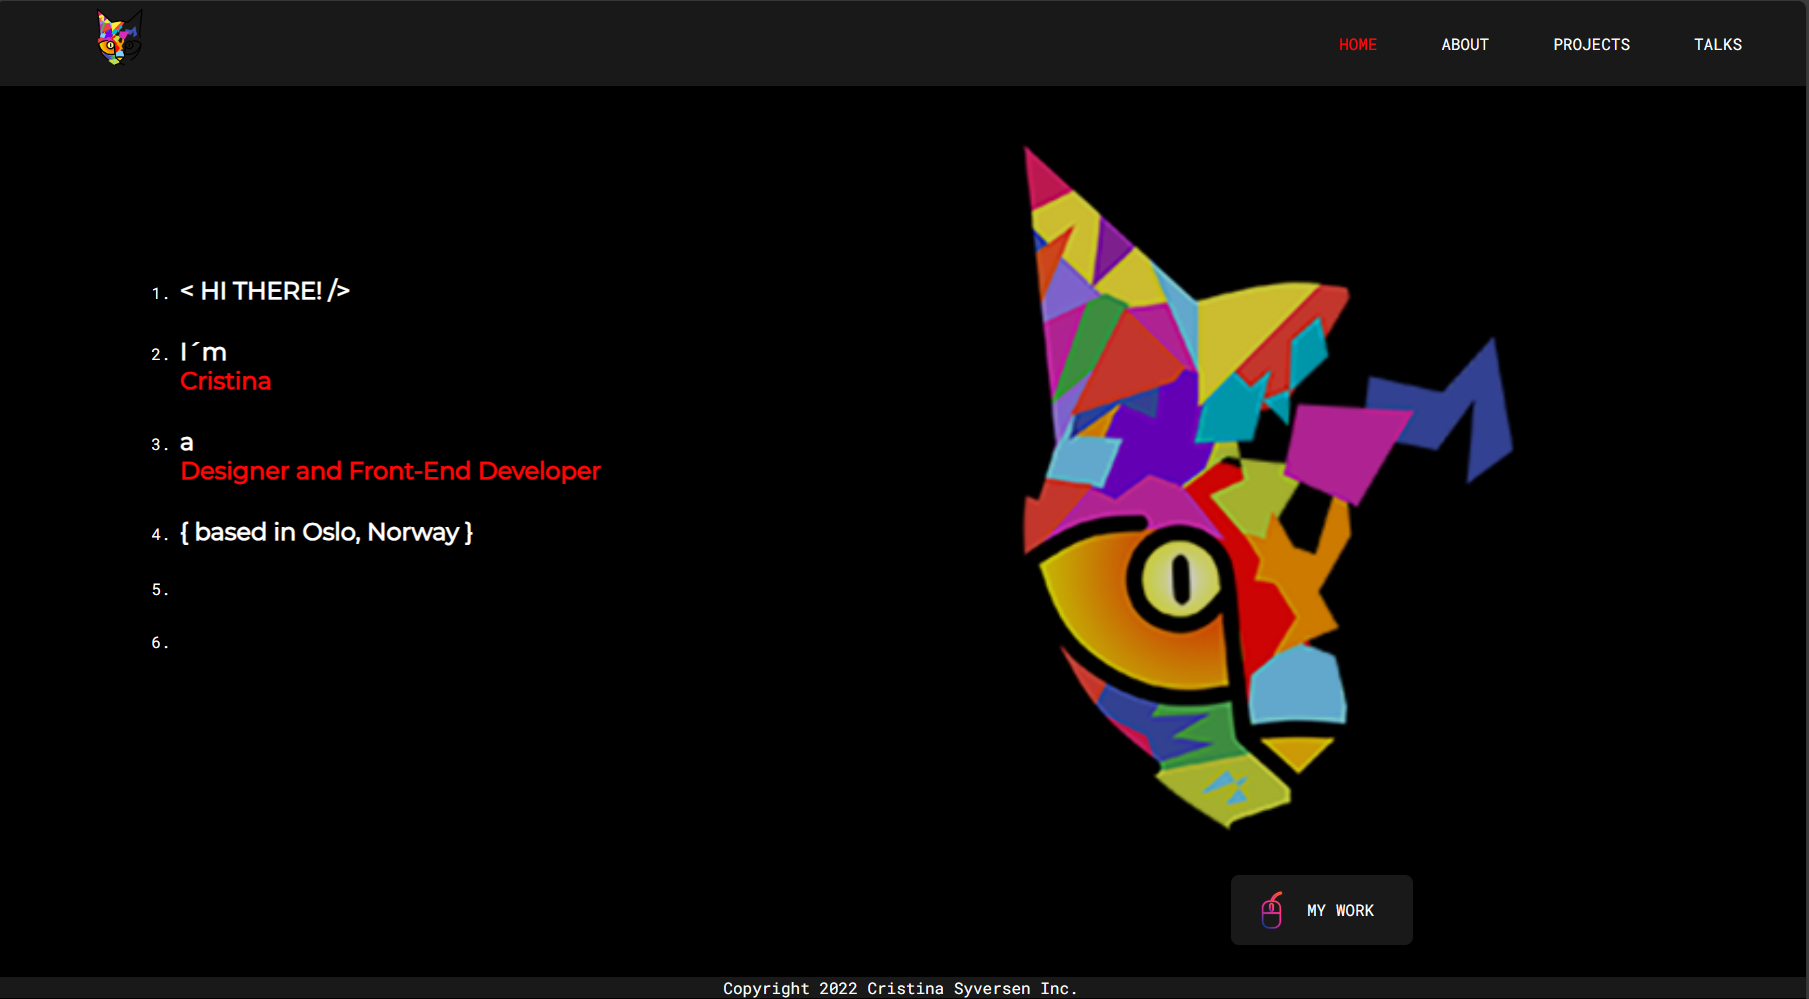 HOME ABOUT PROJECTS TALKS
1. < HI THERE! />
2. I´m
Cristina
3. a
Designer and Front-End Developer
4. { based in Oslo, Norway }
5.
6.
MY WORK
Copyright 2022 Cristina Syversen Inc.